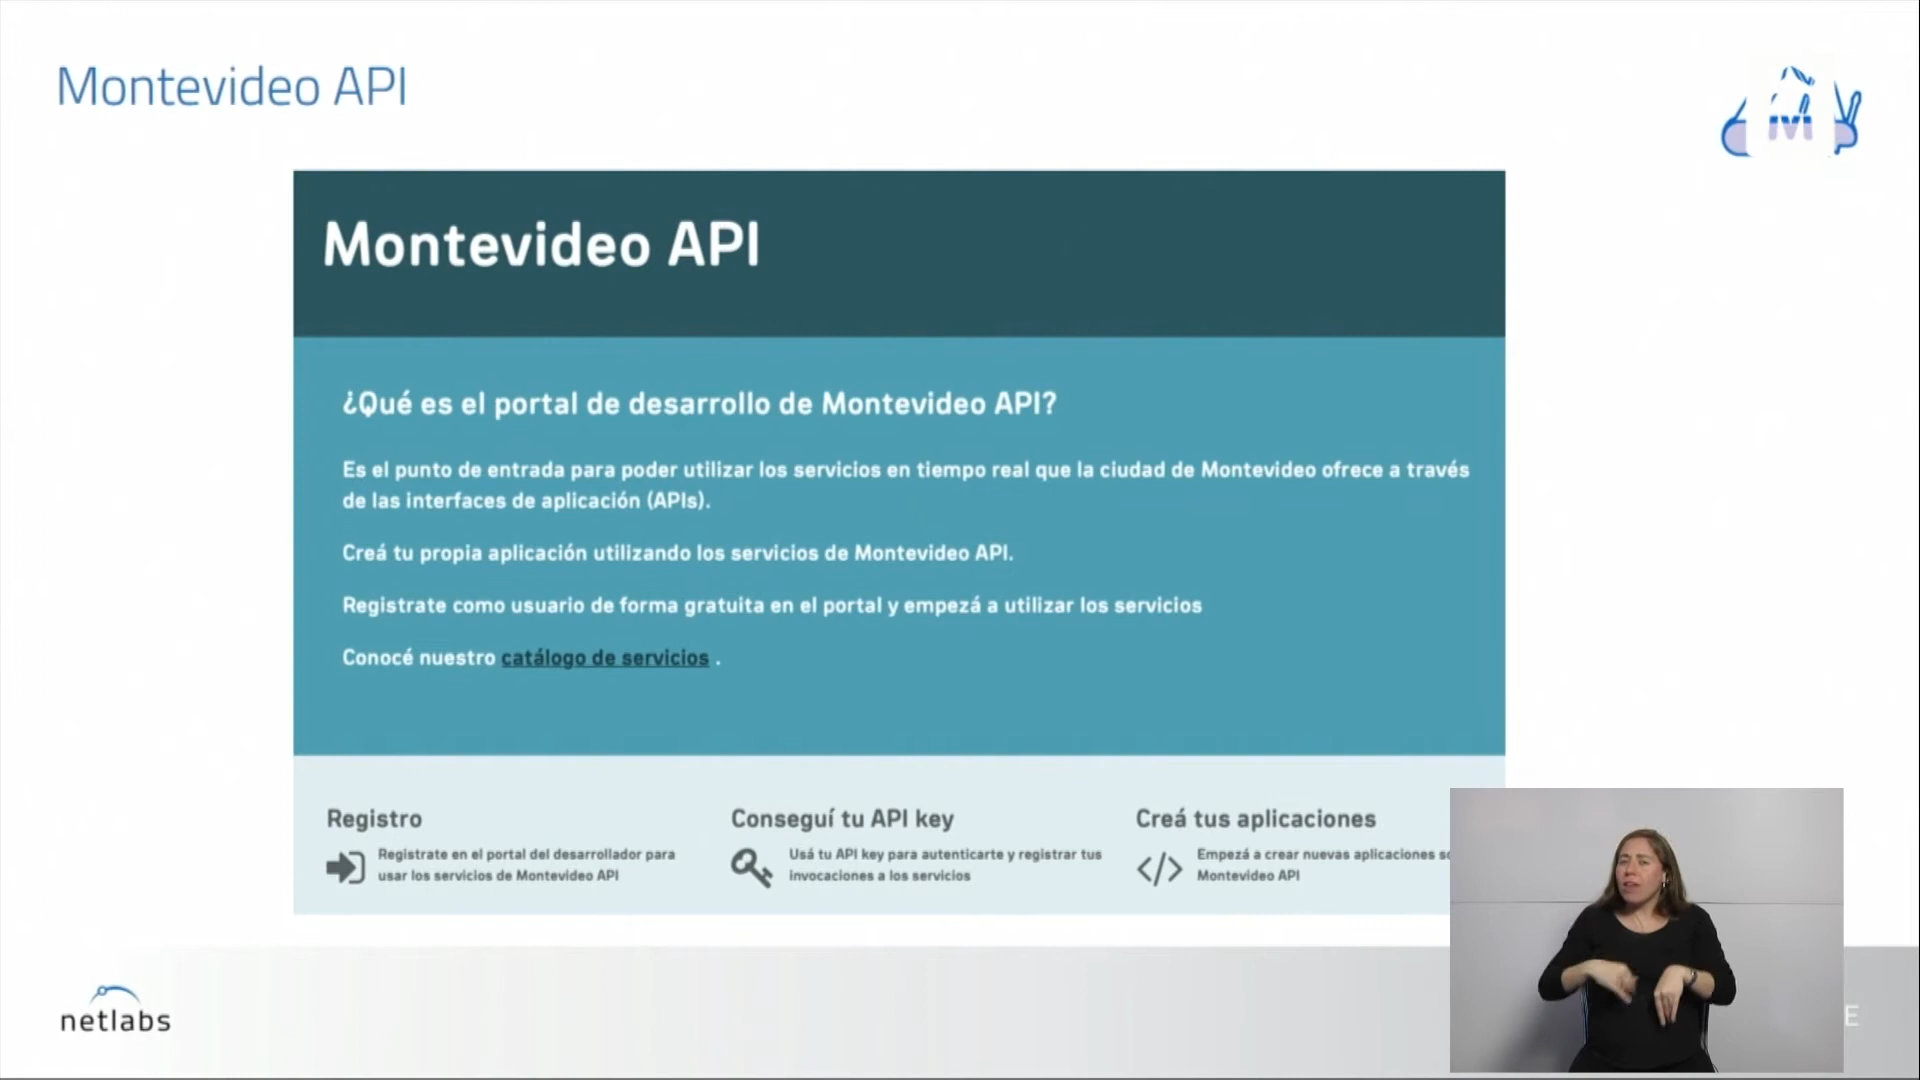 Montevideo API
M
Montevideo API
¿Qué es el portal de desarrollo de Montevideo API?
Es el punto de entrada para poder utilizar los servicios en tiempo real que la ciudad de Montevideo ofrece a través
de las interfaces de aplicación (APIs).
Creá tu propia aplicación utilizando los servicios de Montevideo API.
Registrate como usuario de forma gratuita en el portal y empezá a utilizar los servicios
Conocé nuestro catálogo de servicios .
Registro
Registrate en el portal del desarrollador para
usar los servicios de Montevideo API
Conseguí tu API key
Usá tu API key para autenticarte y registrar tus
invocaciones a los servicios
Creá tus aplicaciones
Empezá a crear nuevas aplicaciones
Montevideo API
netlabs
E